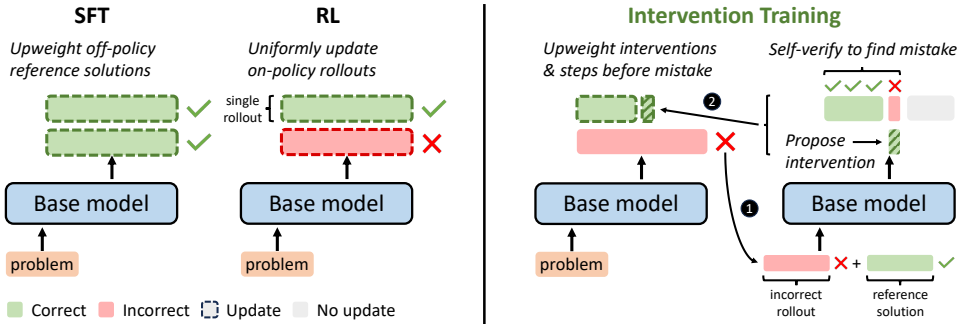 SFT
Upweight off-policy
reference solutions
Base model
problem
RL
Uniformly update
on-policy rollouts
single
rollout
Base model
problem
Correct
Incorrect
Update
No update
Intervention Training
Upweight interventions
& steps before mistake
Base model
problem
1
2
Self-verify to find mistake
Propose
intervention
Base model
+
incorrect
rollout
reference
solution